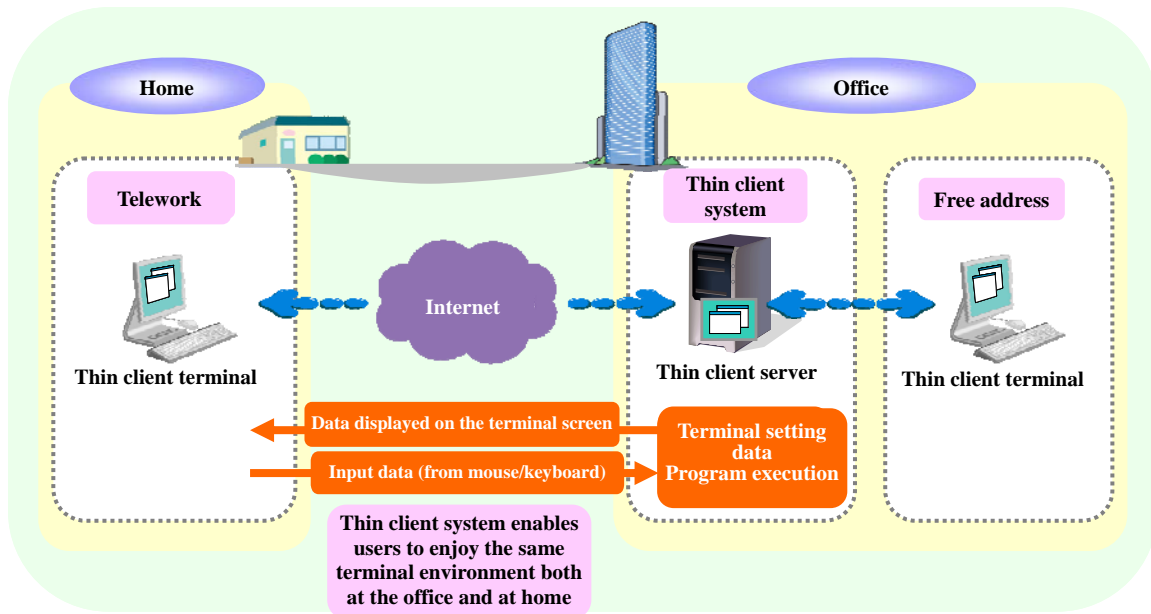 Home
Office
Telework
Thin client
system
Free address
Internet
Thin client terminal
Thin client server
Thin client terminal
Data displayed on the terminal screen
Input data (from mouse/keyboard)
Terminal setting
data
Program execution
Thin client system enables
users to enjoy the same
terminal environment both
at the office and at home